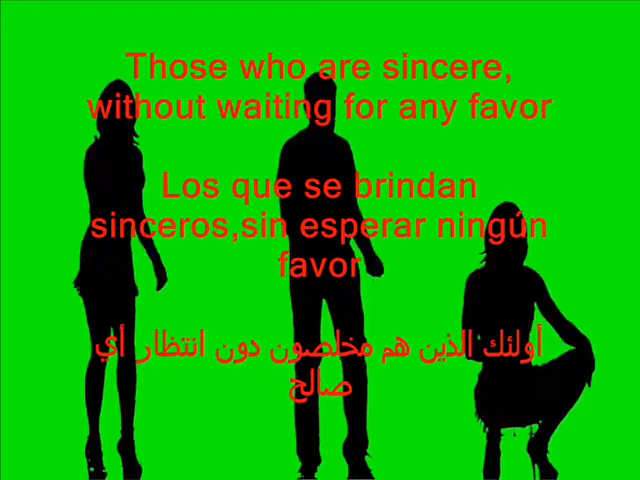 Those who are sincere,
without waiting for any favor
Los que se brindan
sinceros,sin esperar ningún
favor
أولئك الذين هم مخلصون دون انتظار أي
صالح